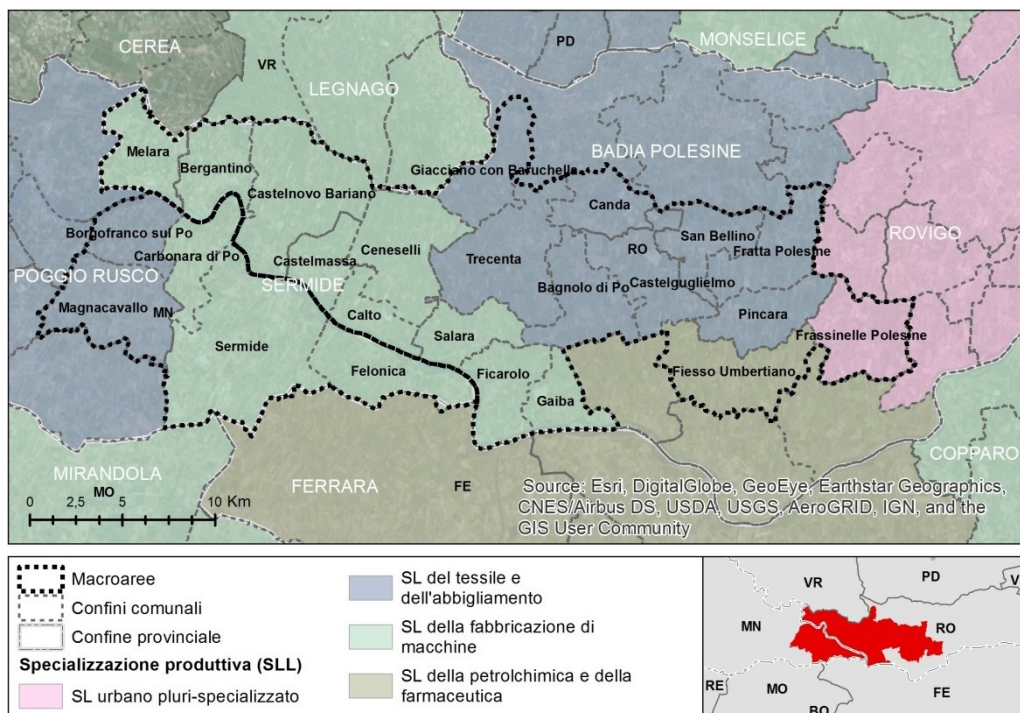 CEREA
PD
MONSELICE
VR
LEGNAGO
Melara
Bergantino
Giacciano con Baruchella
BADIA POLESINE
Castelnovo Bariano
Canda
Borgofranco sul Po
San Bellino
ROVIGO
Carbonara di Po
Ceneselli
RO
Fratta Polesine
Castelmassa
Trecenta
POGGIO RUSCO
SERMIDE
Bagnolo di Po
Castelguglielmo
Magnacavallo
MN
Calto
Pincara
Salara
Frassinelle Polesine
Sermide
Felonica
Ficarolo
Fiesso Umbertiano
Gaiba
MIRANDOLA
COPPARO
MO
FERRARA
FE
0 2,5 5 10 Km
Source: Esri, DigitalGlobe, GeoEye, Earthstar Geographics,
CNES/Airbus DS, USDA, USGS, AeroGRID, IGN, and the
GIS User Community
Macroaree
Confini comunali
Confine provinciale
Specializzazione produttiva (SLL)
SL urbano pluri-specializzato
SL del tessile e
dell'abbigliamento
SL della fabbricazione di
macchine
SL della petrolchimica e della
farmaceutica
VR
PD
V
MN
RO
RE
MO
FE
BO